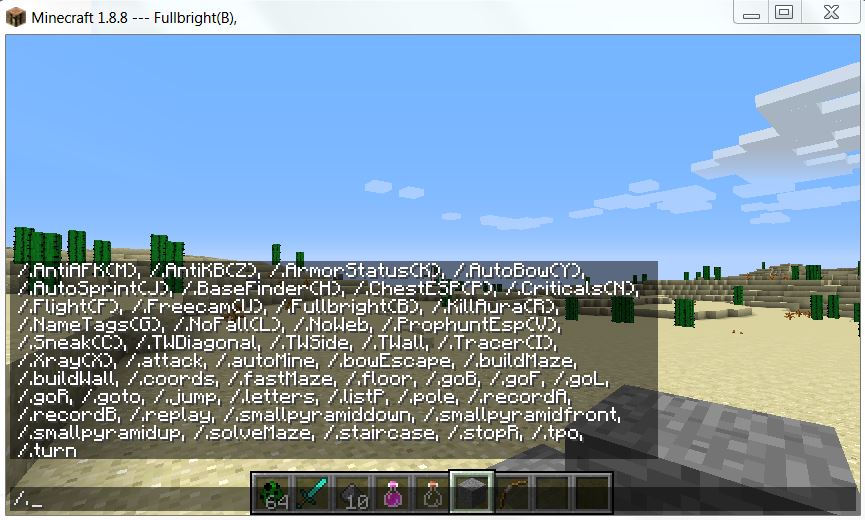 Minecraft 1.8.8 --- Fullbright(B),
/.AntiAFK(M), /.AntiKB(Z), /.ArmorStatus(K), /.AutoBow(Y),
/.AutoSprint(J), /.BaseFinder(H), /.ChestESP(P), /.Criticals(N),
/.Flight(F), /.Freecam(U), /.Fullbright(B), /.KillAura(R),
/.NameTags(G), /.NoFall(L), /.NoWeb, /.ProphuntEsp(V),
/.Sneak(C), /.TWDiagonal, /.TWSide, /.TWall, /.Tracer(I),
/.Xray(X), /.attack, /.autoMine, /.bowEscape, /.buildMaze,
/.buildWall, /.coords, /.fastMaze, /.floor, /.goB, /.goF, /.goL,
/.goR, /.goto, /.jump, /.letters, /.listP, /.pole, /.recordA,
/.recordB, /.replay, /.smallpyramiddown, /.smallpyramidfront,
/.smallpyramidup, /.solveMaze, /.staircase, /.stopR, /.tpo,
/.turn
64 10
/._